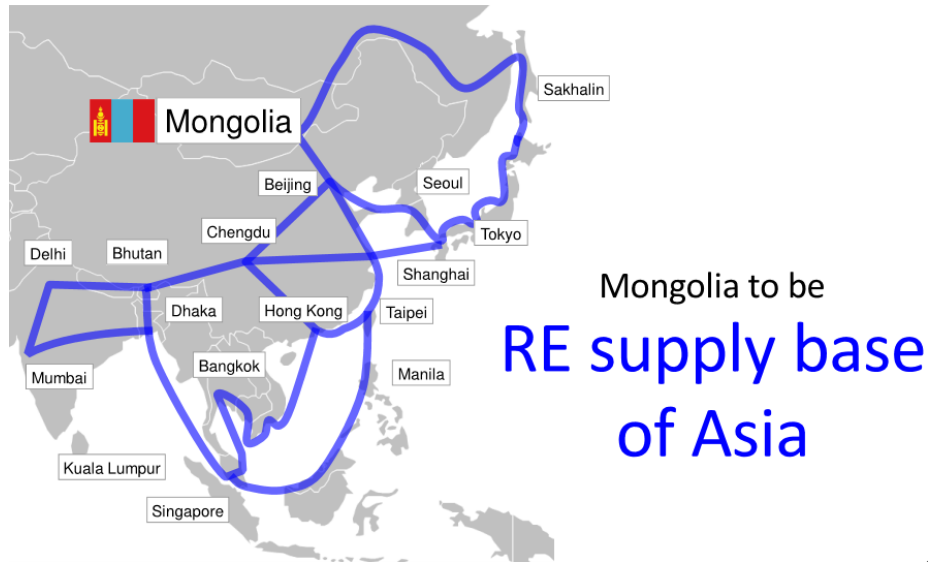 Sakhalin
Mongolia
Beijing
Seoul
Chengdu
Tokyo
Delhi
Bhutan
Shanghai
Dhaka
Hong Kong
Taipei
Bangkok
Mumbai
Manila
Kuala Lumpur
Singapore
Mongolia to be
RE supply base
of Asia